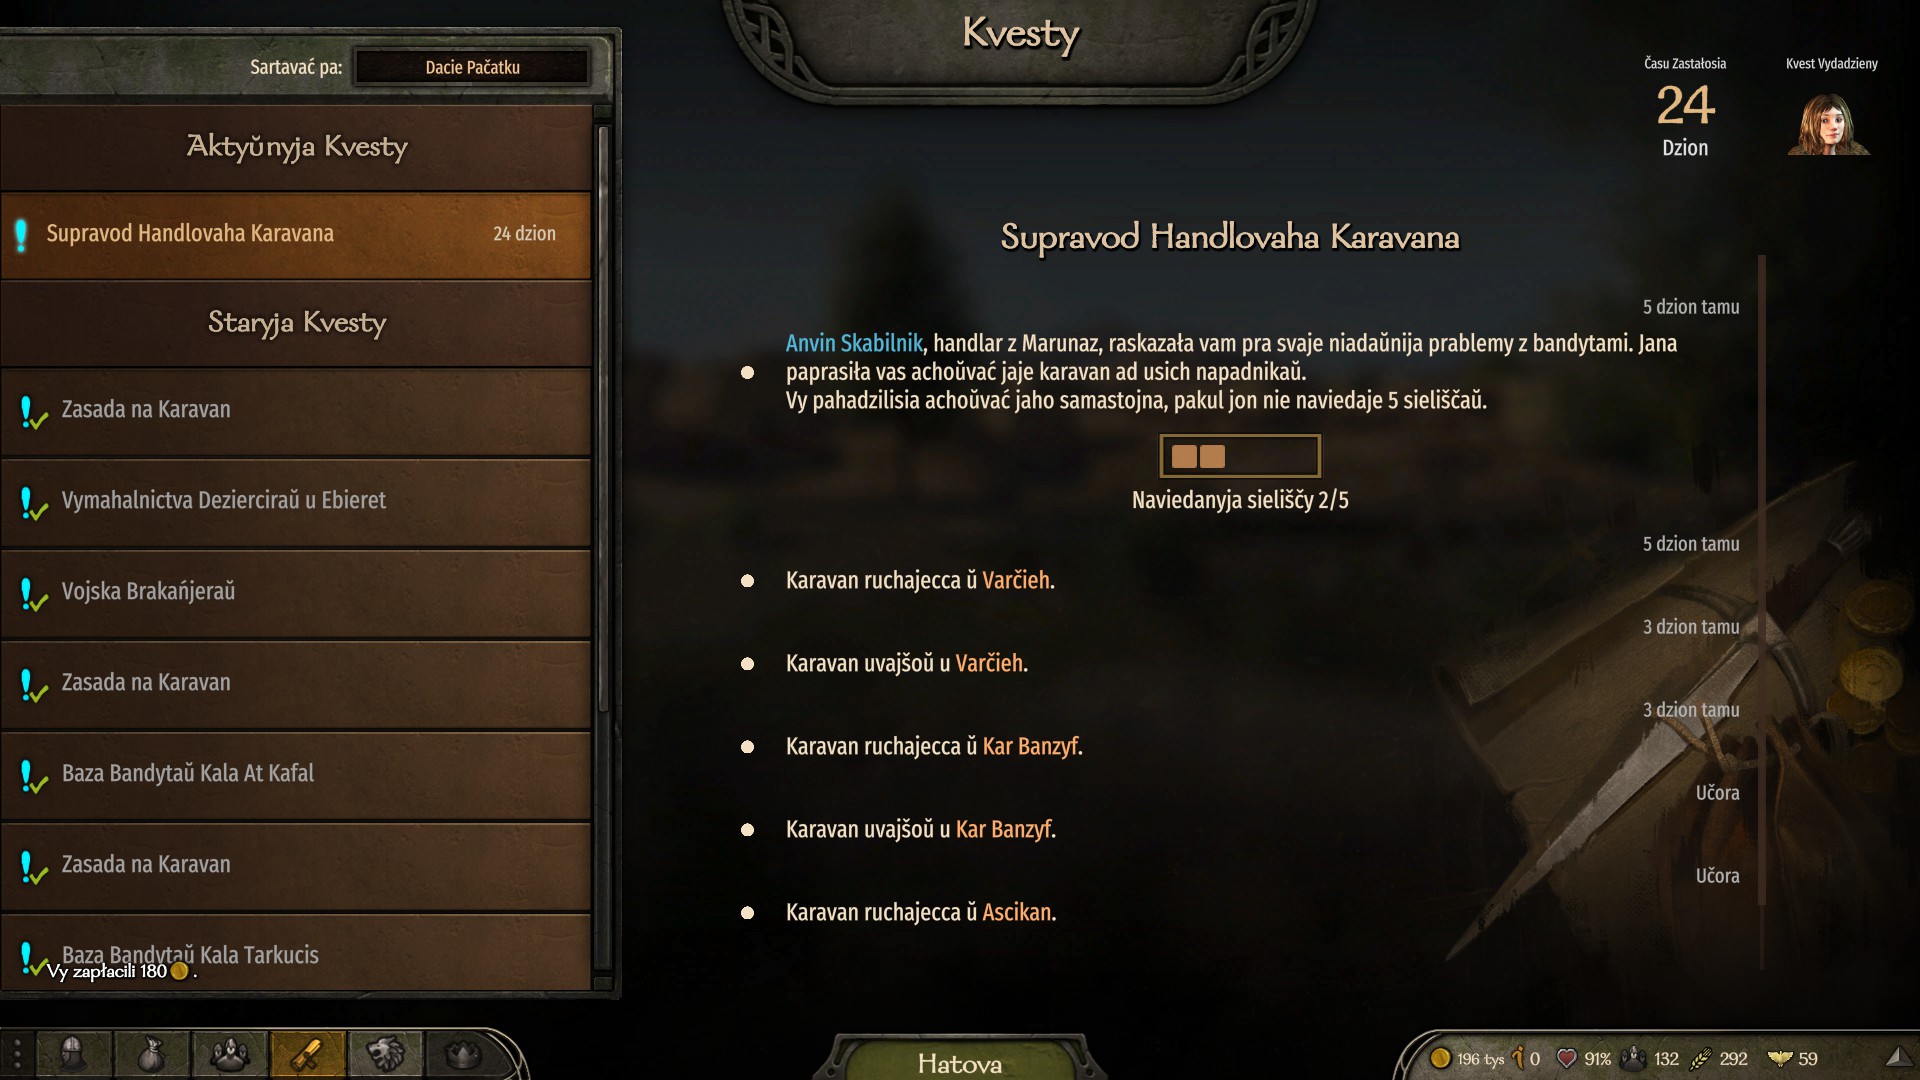 Kvesty
Sartavać pa:
Dacie Pačatku
Aktyŭnyja Kvesty
Supravod Handlovaha Karavana
24 dzion
Staryja Kvesty
Zasada na Karavan
Vymahalnictva Dezierciraŭ u Ebieret
Vojska Brakańjeraŭ
Zasada na Karavan
Baza Bandytaŭ Kala At Kafal
Zasada na Karavan
Baza Bandytaŭ Kala Tarkucis
Vy zapłacili 180 .
Času Zastałosia
24
Dzion
Kvest Vydadzieny
Supravod Handlovaha Karavana
5 dzion tamu
Anvin Skabilnik, handlar z Marunaz, raskazała vam pra svaje niadaŭnija prablemy z bandytami. Jana
paprasiła vas achoŭvać jaje karavan ad usich napadnikaŭ.
Vy pahadzilisia achoŭvać jaho samastojna, pakul jon nie naviedaje 5 sieliščaŭ.
Naviedanyja sieliščy 2/5
5 dzion tamu
Karavan ruchajecca ŭ Varčieh.
3 dzion tamu
Karavan uvajšoŭ u Varčieh.
3 dzion tamu
Karavan ruchajecca ŭ Kar Banzyf.
Učora
Karavan uvajšoŭ u Kar Banzyf.
Učora
Karavan ruchajecca ŭ Ascikan.
Hatova
196 tys
0
91%
132
292
59